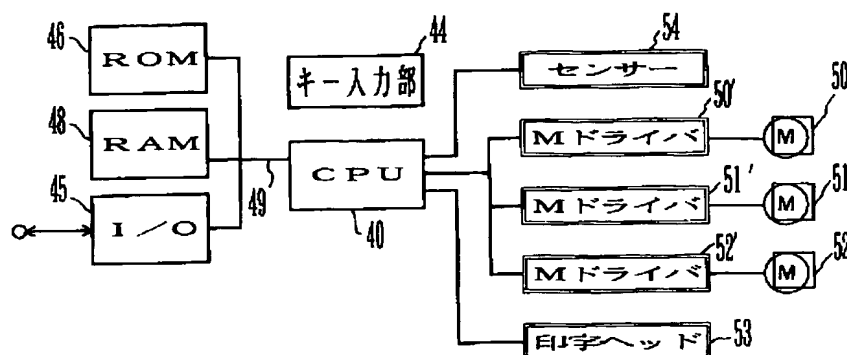 46
ROM
48
RAM
45
I/O
49
44
キー入力部
CPU
40
54
センサー
50'
Mドライバ
M
50
51'
Mドライバ
M
51
52'
Mドライバ
M
52
印字ヘッド
53